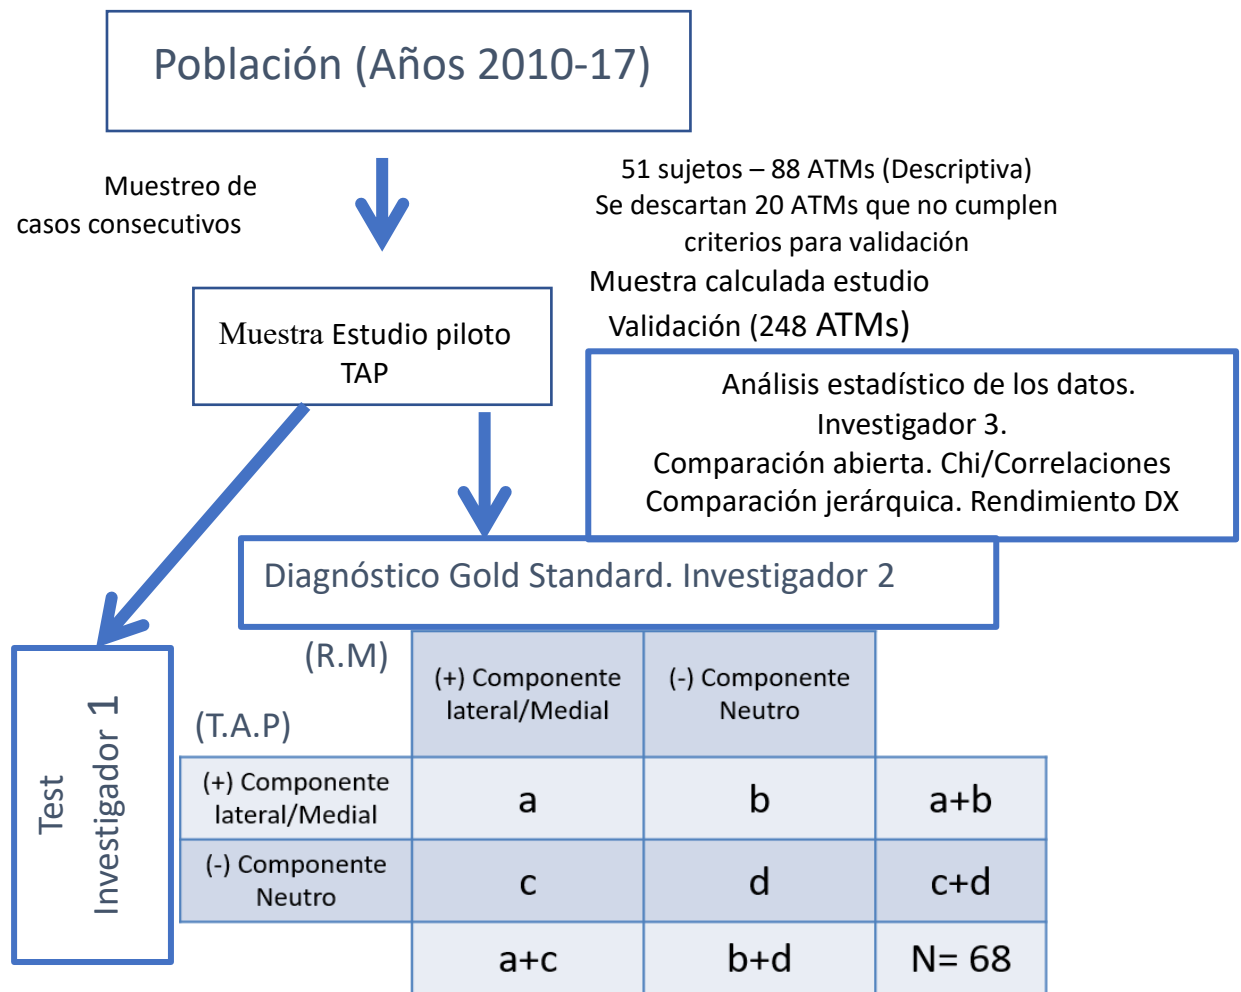 Población (Años 2010-17)
Muestreo de
casos consecutivos
51 sujetos – 88 ATMs (Descriptiva)
Se descartan 20 ATMs que no cumplen
criterios para validación
Muestra calculada estudio
Validación (248 ATMs)
Muestra Estudio piloto
TAP
Análisis estadístico de los datos.
Investigador 3.
Comparación abierta. Chi/Correlaciones
Comparación jerárquica. Rendimiento DX
Diagnóstico Gold Standard. Investigador 2
Test
Investigador 1
(R.M)
(T.A.P)
(+) Componente
lateral/Medial
(-) Componente
Neutro
(+) Componente
lateral/Medial
a
b
a+b
(-) Componente
Neutro
c
d
c+d
a+c
b+d
N= 68